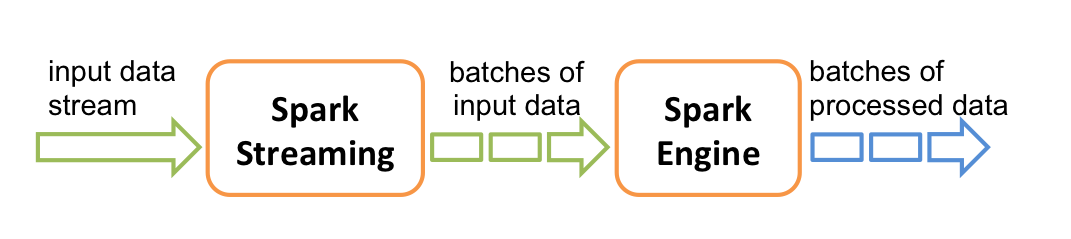 input data
stream
Spark
Streaming
batches of
input data
Spark
Engine
batches of
processed data